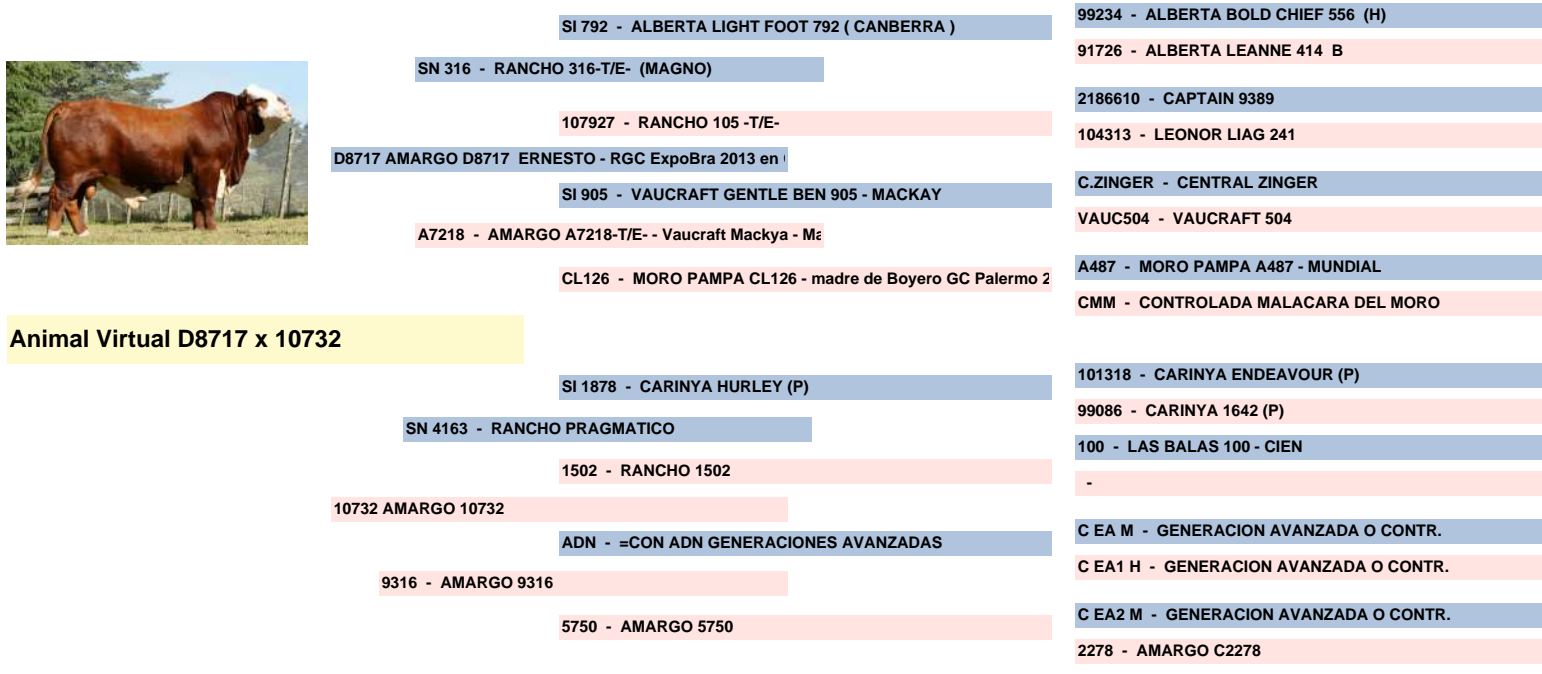 SI 792 - ALBERTA LIGHT FOOT 792 ( CANBERRA )
99234 - ALBERTA BOLD CHIEF 556 (H)
91726 - ALBERTA LEANNE 414 B
SN 316 - RANCHO 316-T/E- (MAGNO)
2186610 - CAPTAIN 9389
107927 - RANCHO 105 -T/E-
104313 - LEONOR LIAG 241
D8717 AMARGO D8717 ERNESTO - RGC ExpoBra 2013 en
SI 905 - VAUCRAFT GENTLE BEN 905 - MACKAY
C.ZINGER - CENTRAL ZINGER
VAUC504 - VAUCRAFT 504
A7218 - AMARGO A7218-T/E- - Vaucraft Mackya - Ma
CL126 - MORO PAMPA CL126 - madre de Boyero GC Palermo 2
A487 - MORO PAMPA A487 - MUNDIAL
CMM - CONTROLADA MALACARA DEL MORO
Animal Virtual D8717 x 10732
SI 1878 - CARINYA HURLEY (P)
101318 - CARINYA ENDEAVOUR (P)
99086 - CARINYA 1642 (P)
SN 4163 - RANCHO PRAGMATICO
100 - LAS BALAS 100 - CIEN
1502 - RANCHO 1502
-
10732 AMARGO 10732
ADN - =CON ADN GENERACIONES AVANZADAS
C EA M - GENERACION AVANZADA O CONTR.
C EA1 H - GENERACION AVANZADA O CONTR.
9316 - AMARGO 9316
5750 - AMARGO 5750
C EA2 M - GENERACION AVANZADA O CONTR.
2278 - AMARGO C2278